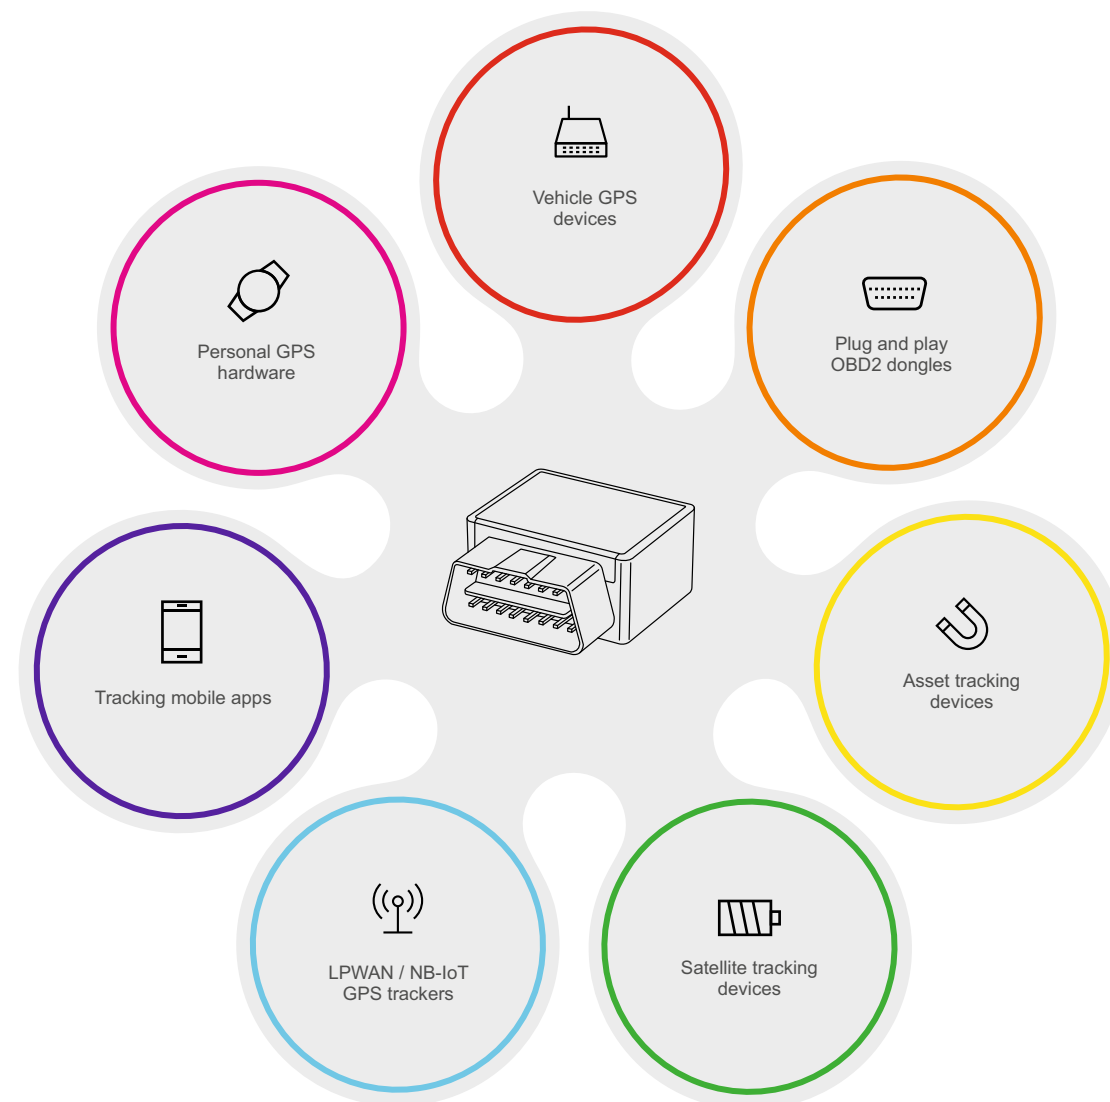 Vehicle GPS
devices
Plug and play
OBD2 dongles
Asset tracking
devices
Satellite tracking
devices
LPWAN / NB-IoT
GPS trackers
Tracking mobile apps
Personal GPS
hardware